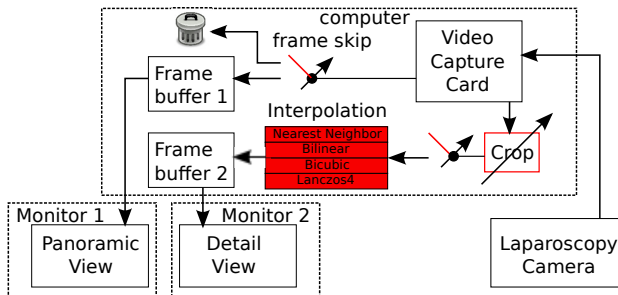 computer
frame skip
Video
Capture
Card
Frame
buffer 1
Interpolation
Nearest Neighbor
Bilinear
Bicubic
Lanczos4
Crop
Frame
buffer 2
Monitor 1
Monitor 2
Panoramic
View
Detail
View
Laparoscopy
Camera